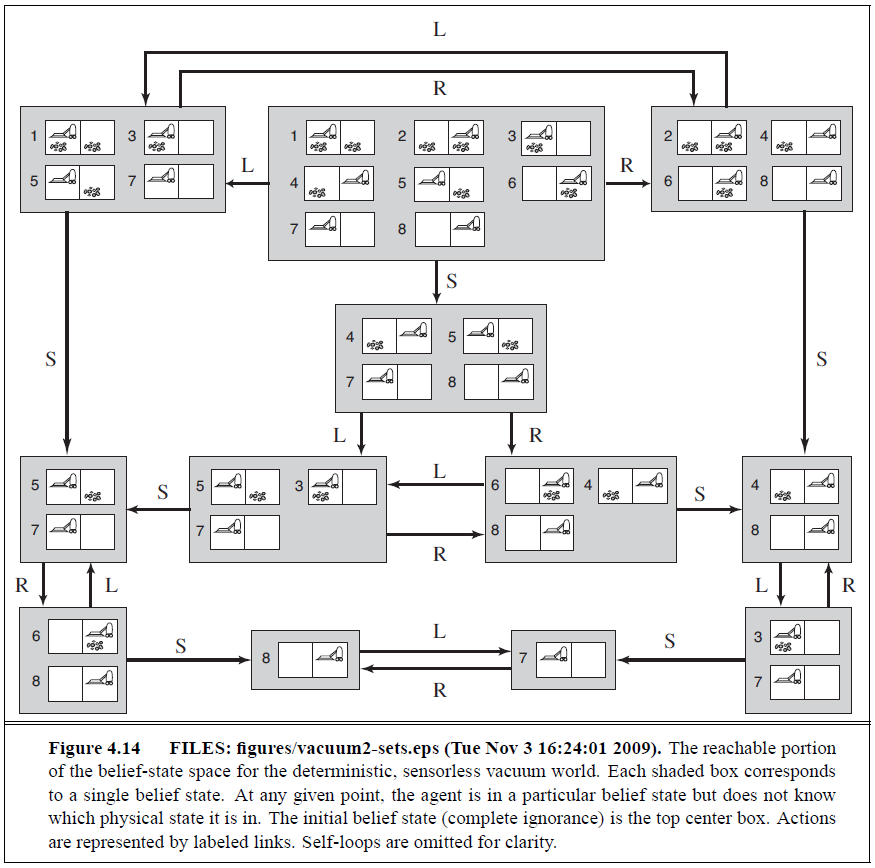 L
R
1 3 1 2 3 2 4
5 7 L 4 5 6 R 6 8
7 8
S
4 5
S 7 8 S
L R
5 S 5 3 L 6 4 S 4
7 7 R 8 8
R L L R
6 S 8 L 7 S 3
8 R 7
Figure 4.14 FILES: figures/vacuum2-sets.eps (Tue Nov 3 16:24:01 2009). The reachable portion
of the belief-state space for the deterministic, sensorless vacuum world. Each shaded box corresponds
to a single belief state. At any given point, the agent is in a particular belief state but does not know
which physical state it is in. The initial belief state (complete ignorance) is the top center box. Actions
are represented by labeled links. Self-loops are omitted for clarity.